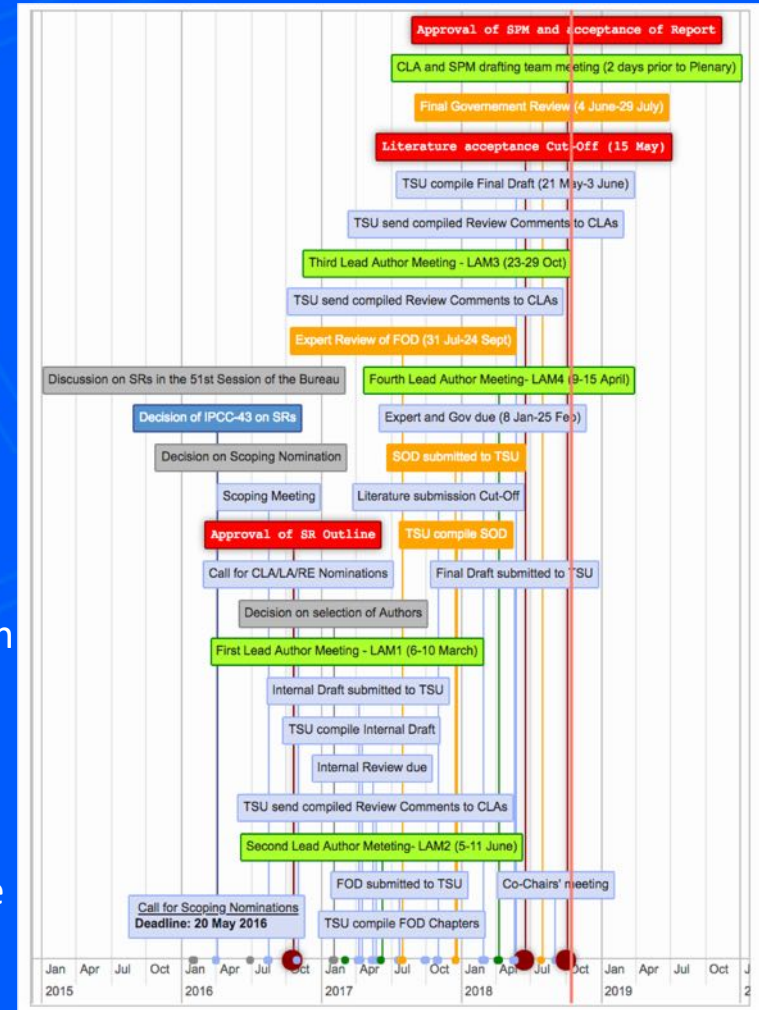 Approval of SPM and acceptance of Report
CLA and SPM drafting team meeting (2 days prior to Plenary)
Final Governement Review (4 June-29 July)
Literature acceptance Cut-Off (15 May)
TSU compile Final Draft (21 May-3 June)
TSU send compiled Review Comments to CLAs
Third Lead Author Meeting - LAM3 (23-29 Oct)
TSU send compiled Review Comments to CLAs
Expert Review of FOD (31 Jul-24 Sept)
Discussion on SRs in the 51st Session of the Bureau
Fourth Lead Author Meeting- LAM4 (9-15 April)
Decision of IPCC-43 on SRs
Expert and Gov due (8 Jan-25 Feb)
Decision on Scoping Nomination
SOD submitted to TSU
Scoping Meeting
Literature submission Cut-Off
Approval of SR Outline
TSU compile SOD
Call for CLA/LA/RE Nominations
Final Draft submitted to TSU
Decision on selection of Authors
First Lead Author Meeting - LAM1 (6-10 March)
Internal Draft submitted to TSU
TSU compile Internal Draft
Internal Review due
TSU send compiled Review Comments to CLAs
Second Lead Author Meteting- LAM2 (5-11 June)
FOD submitted to TSU
Co-Chairs' meeting
Call for Scoping Nominations
Deadline: 20 May 2016
TSU compile FOD Chapters
Jan Apr Jul Oct Jan Apr Jul Oct Jan Apr Jul Oct Jan Apr Jul Oct Jan Apr Jul Oct J
2015 2016 2017 2018 2019 2